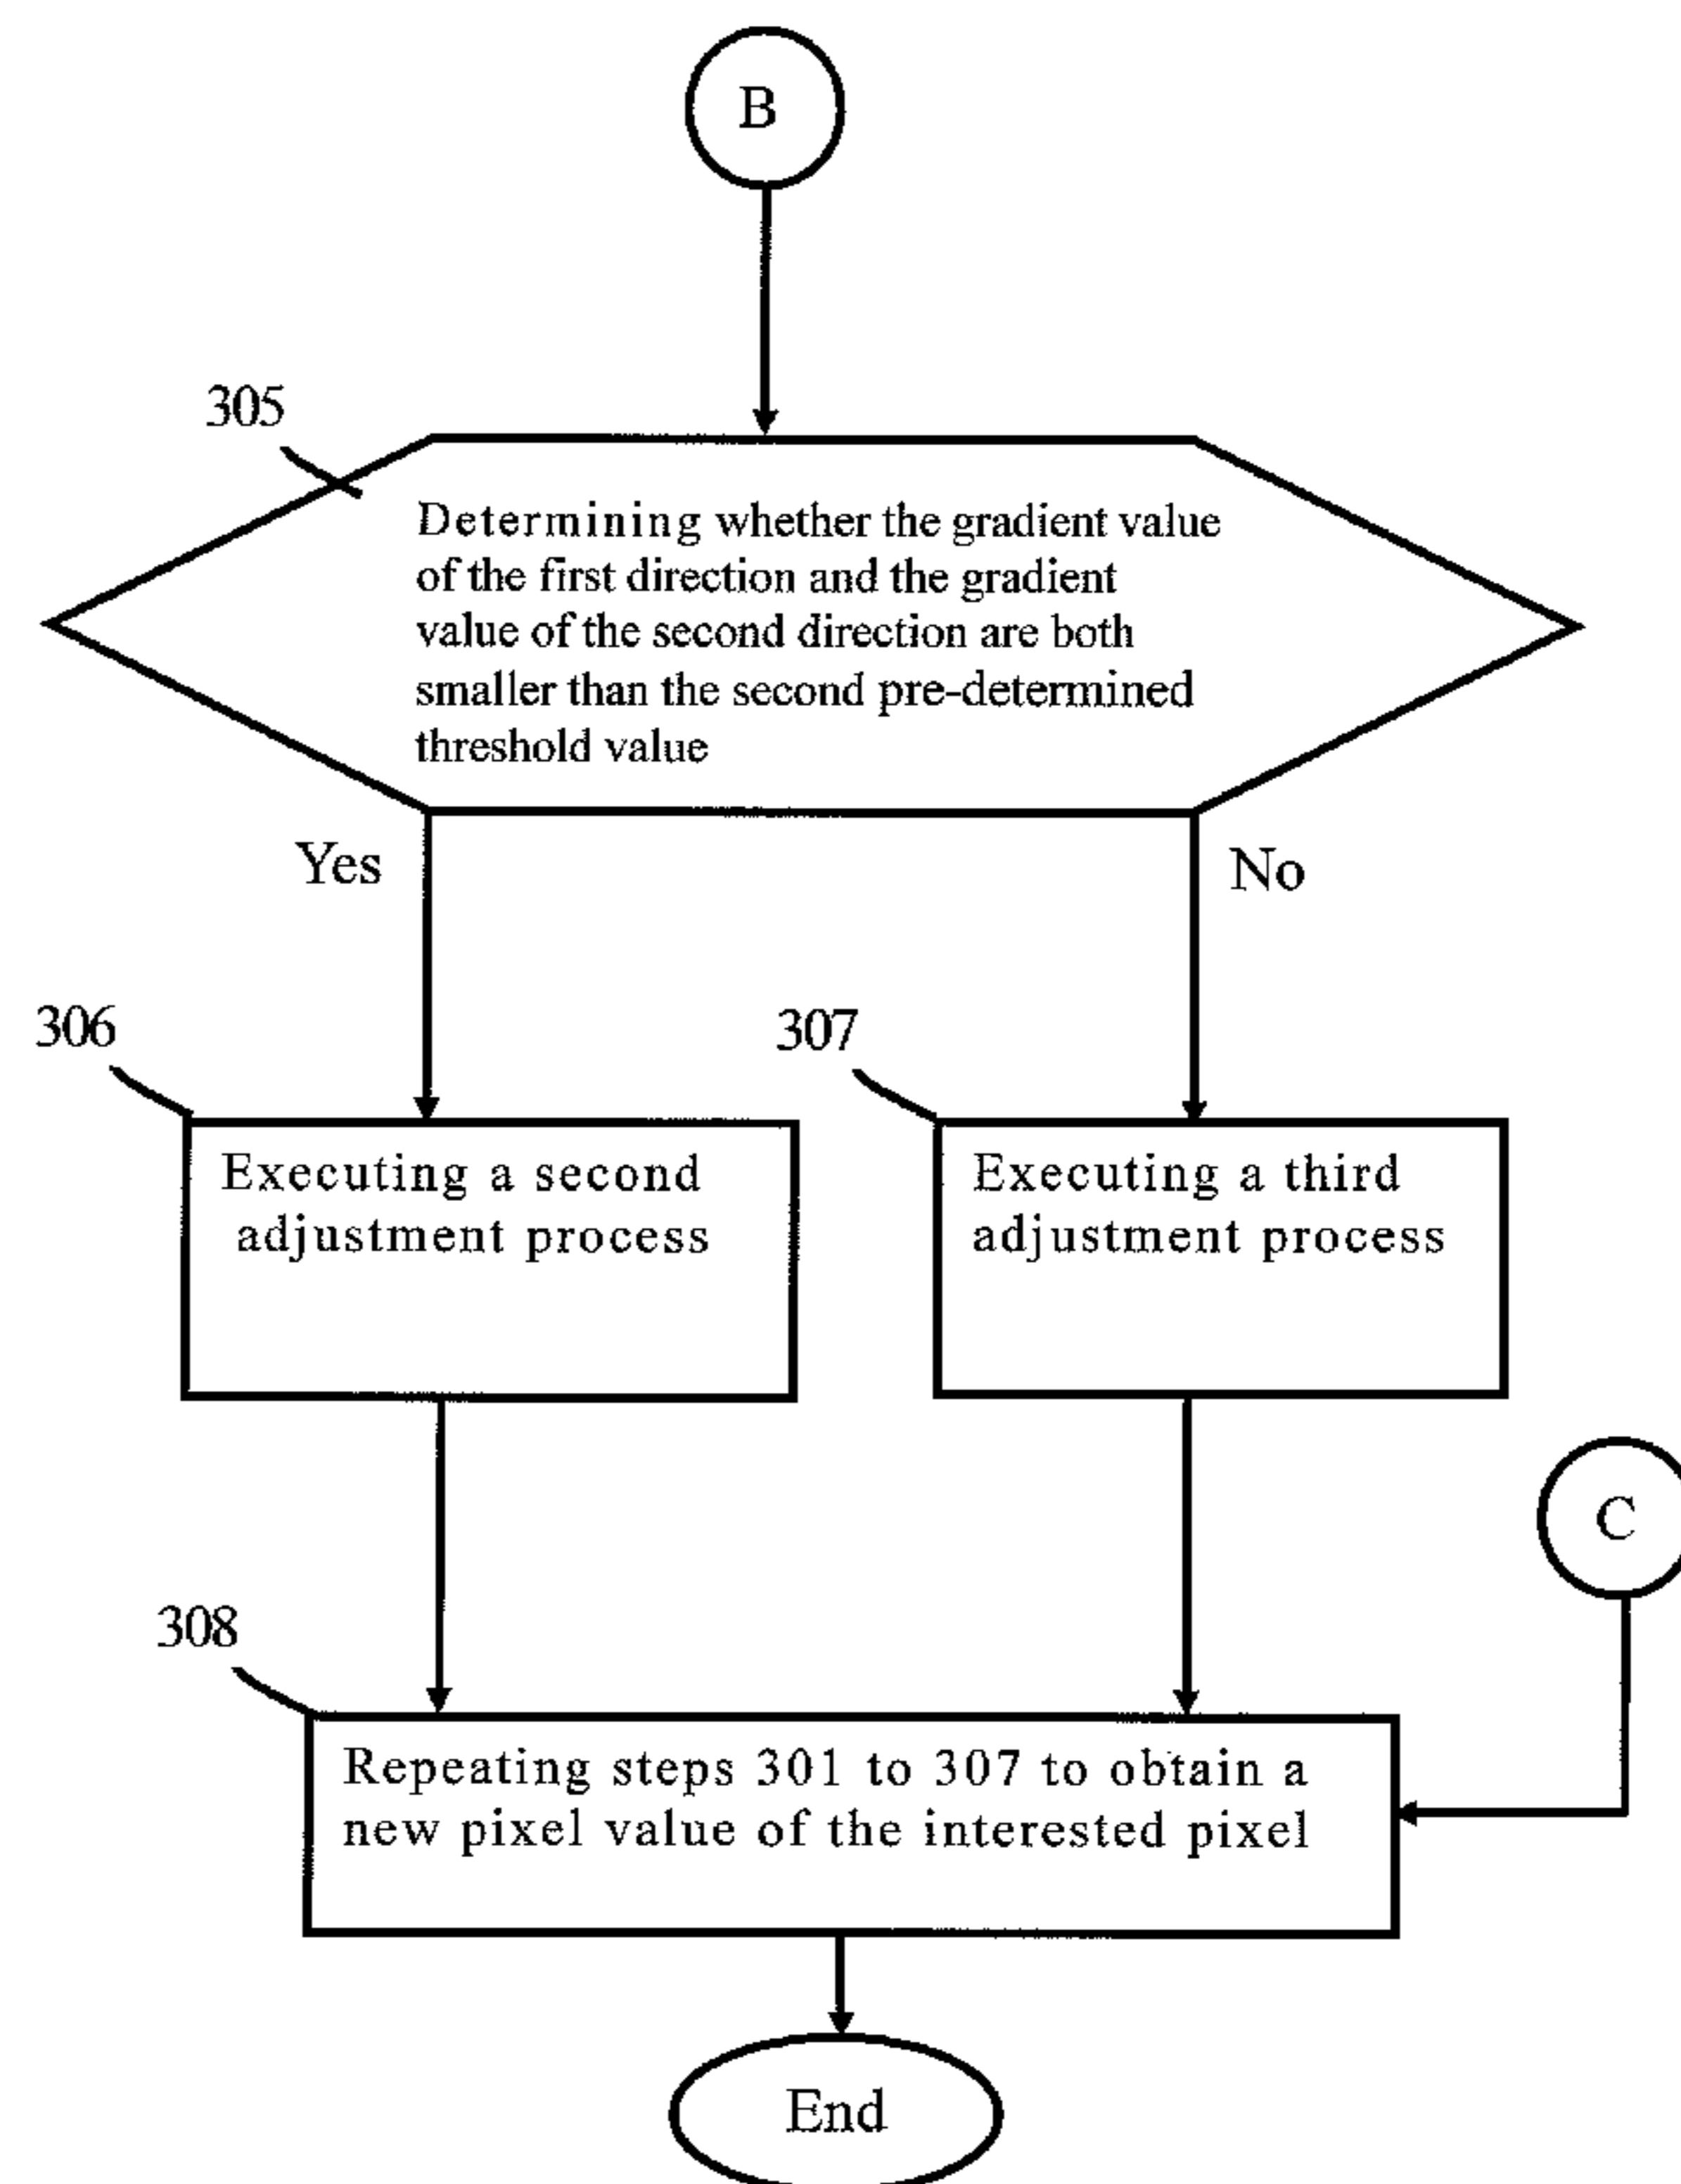 B
305
Determining whether the gradient value
of the first direction and the gradient
value of the second direction are both
smaller than the second pre-determined
threshold value
Yes
No
306
307
Executing a second
adjustment process
Executing a third
adjustment process
C
308
Repeating steps 301 to 307 to obtain a
new pixel value of the interested pixel
End